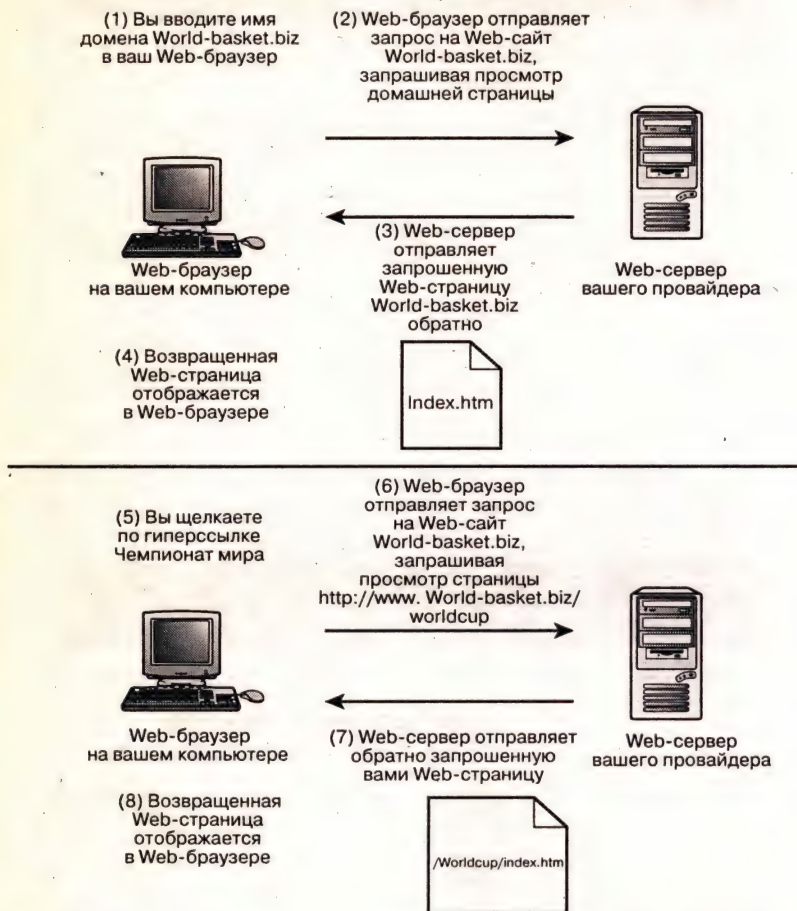 (1) Вы вводите имя
домена World-basket.biz
в ваш Web-браузер
(2) Web-браузер отправляет
запрос на Web-сайт
World-basket.biz,
запрашивая просмотр
домашней страницы
Web-браузер
на вашем компьютере
(3) Web-сервер
отправляет
запрошенную
Web-страницу
World-basket.biz
обратно
Web-сервер
вашего провайдера
(4) Возвращенная
Web-страница
отображается
в Web-браузере
Index.htm
(5) Вы щелкаете
по гиперссылке
Чемпионат мира
(6) Web-браузер
отправляет запрос
на Web-сайт
World-basket.biz,
запрашивая
просмотр страницы
http://www. World-basket.biz/
worldcup
Web-браузер
на вашем компьютере
(7) Web-сервер отправляет
обратно запрошенную
вами Web-страницу
Web-сервер
вашего провайдера
(8) Возвращенная
Web-страница
отображается
в Web-браузере
/Worldcup/index.htm